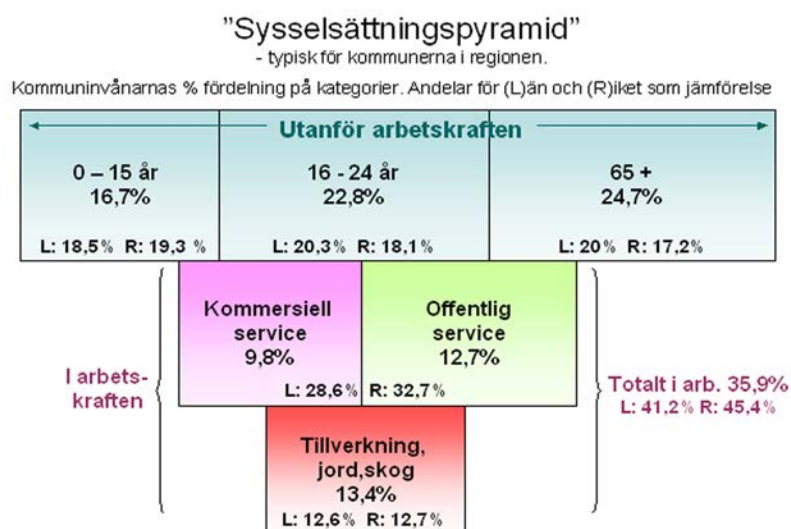 "Sysselsättningspyramid"
- typisk för kommunerna i regionen.
Kommuninvånarnas % fördelning på kategorier. Andelar för (L)än och (R)iket som jämförelse
Utanför arbetskraften
0 – 15 år
16,7%
L: 18,5% R: 19,3 %
16 - 24 år
22,8%
L: 20,3% R: 18,1%
65 +
24,7%
L: 20% R: 17,2%
I arbets-
kraften
Kommersiell
service
9,8%
Offentlig
service
12,7%
L: 28,6% R: 32,7%
Totalt i arb. 35,9%
L: 41,2% R: 45,4%
Tillverkning,
jord,skog
13,4%
L: 12,6% R: 12,7%